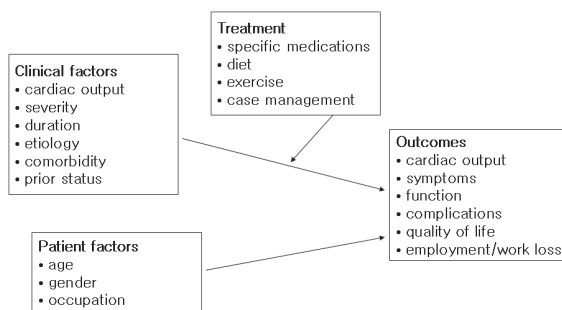 Treatment
• specific medications
• diet
• exercise
• case management
Clinical factors
• cardiac output
• severity
• duration
• etiology
• comorbidity
• prior status
Outcomes
• cardiac output
• symptoms
• function
• complications
• quality of life
• employment/work loss
Patient factors
• age
• gender
• occupation